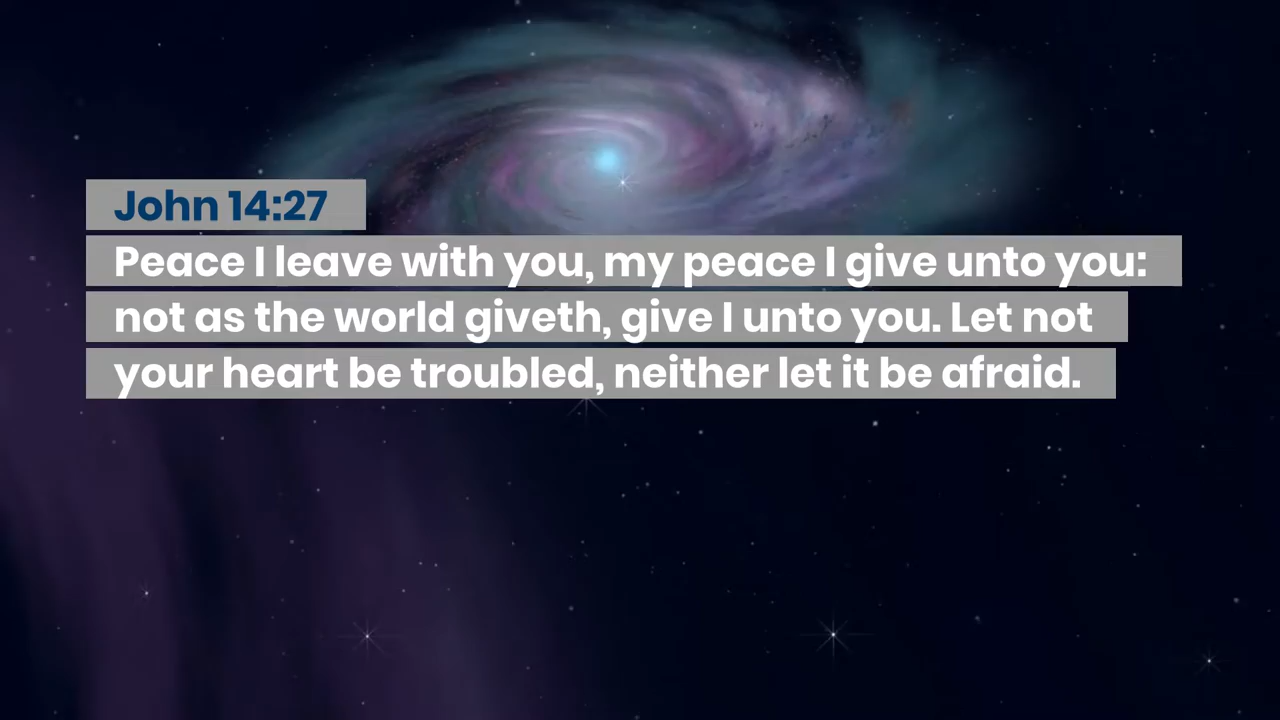 John 14:27
Peace I leave with you, my peace I give unto you:
not as the world giveth, give I unto you. Let not
your heart be troubled, neither let it be afraid.